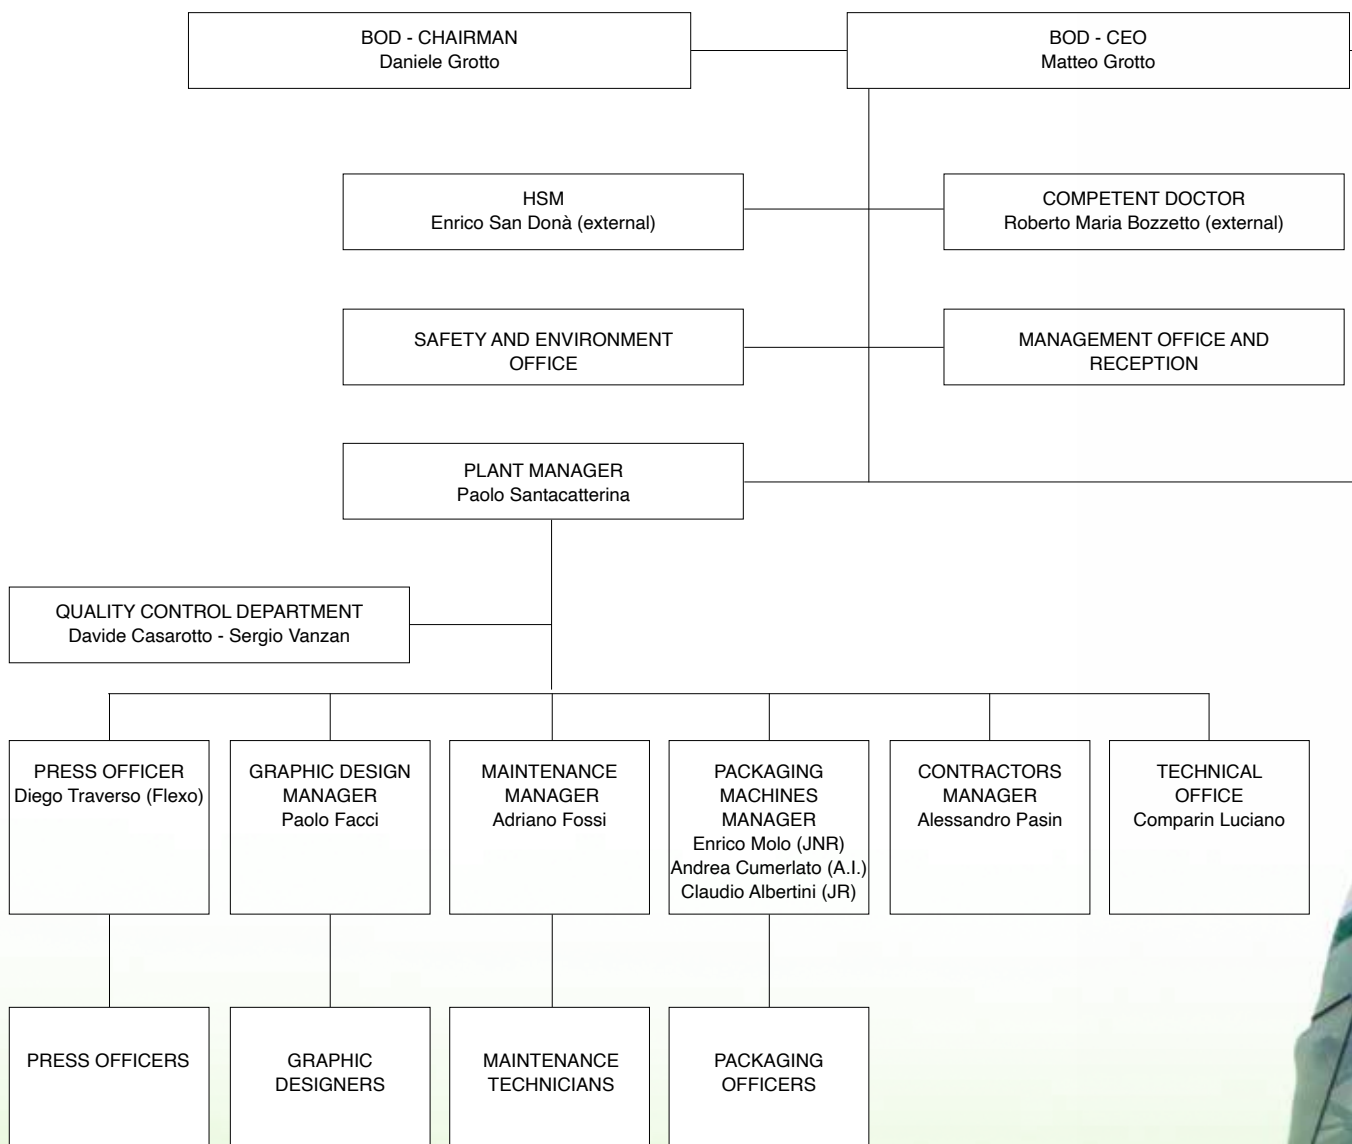 BOD - CHAIRMAN
Daniele Grotto
BOD - CEO
Matteo Grotto
HSM
Enrico San Donà (external)
COMPETENT DOCTOR
Roberto Maria Bozzetto (external)
SAFETY AND ENVIRONMENT
OFFICE
MANAGEMENT OFFICE AND
RECEPTION
PLANT MANAGER
Paolo Santacatterina
QUALITY CONTROL DEPARTMENT
Davide Casarotto - Sergio Vanzan
PRESS OFFICER
Diego Traverso (Flexo)
GRAPHIC DESIGN
MANAGER
Paolo Facci
MAINTENANCE
MANAGER
Adriano Fossi
PACKAGING
MACHINES
MANAGER
Enrico Molo (JNR)
Andrea Cumerlato (A.I.)
Claudio Albertini (JR)
CONTRACTORS
MANAGER
Alessandro Pasin
TECHNICAL
OFFICE
Comparin Luciano
PRESS OFFICERS
GRAPHIC
DESIGNERS
MAINTENANCE
TECHNICIANS
PACKAGING
OFFICERS